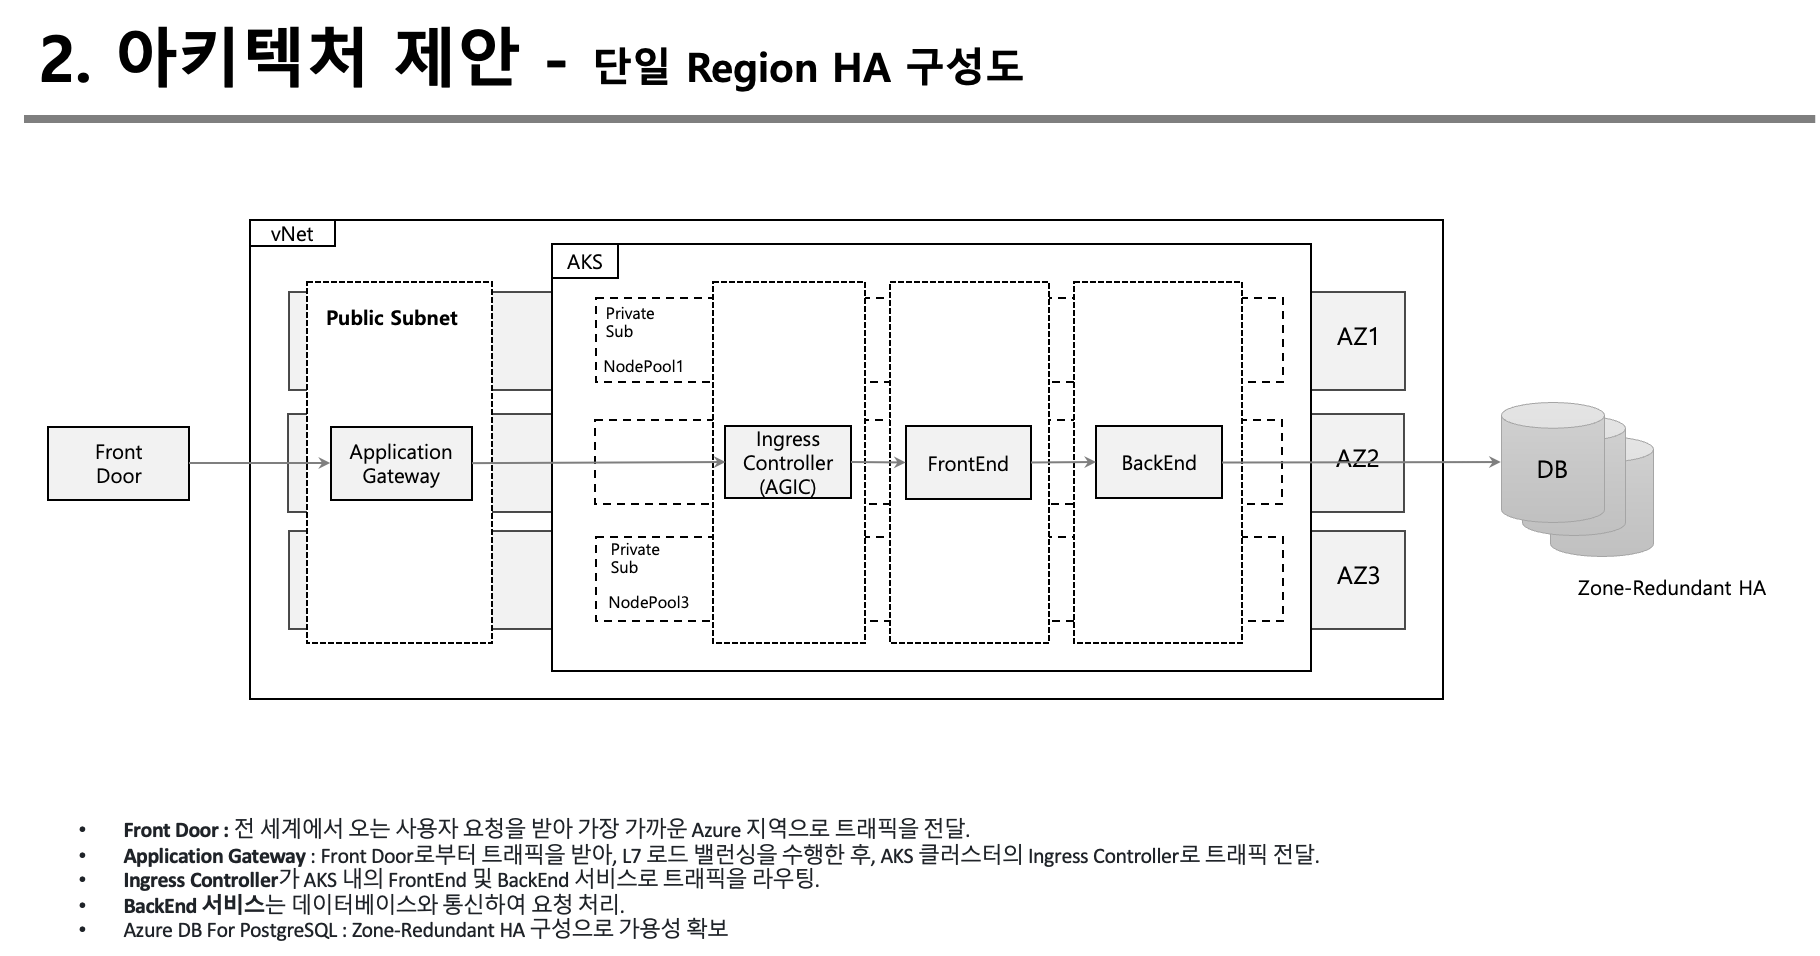 2. 아키텍처 제안 - 단일 Region HA 구성도
vNet
AKS
Public Subnet
Private
Sub
NodePool1
AZ1
Front
Door
Application
Gateway
Ingress
Controller
(AGIC)
FrontEnd
BackEnd
AZ2
DB
Private
Sub
NodePool3
AZ3
Zone-Redundant HA
• Front Door : 전 세계에서 오는 사용자 요청을 받아 가장 가까운 Azure 지역으로 트래픽을 전달.
• Application Gateway : Front Door로부터 트래픽을 받아, L7 로드 밸런싱을 수행한 후, AKS 클러스터의 Ingress Controller로 트래픽 전달.
• Ingress Controller가 AKS 내의 FrontEnd 및 BackEnd 서비스로 트래픽을 라우팅.
• BackEnd 서비스는 데이터베이스와 통신하여 요청 처리.
• Azure DB For PostgreSQL : Zone-Redundant HA 구성으로 가용성 확보